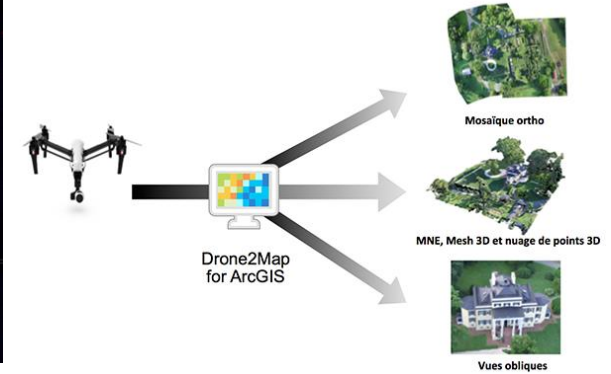 Mosaïque ortho
MNE, Mesh 3D et nuage de points 3D
Drone2Map
for ArcGIS
Vues obliques